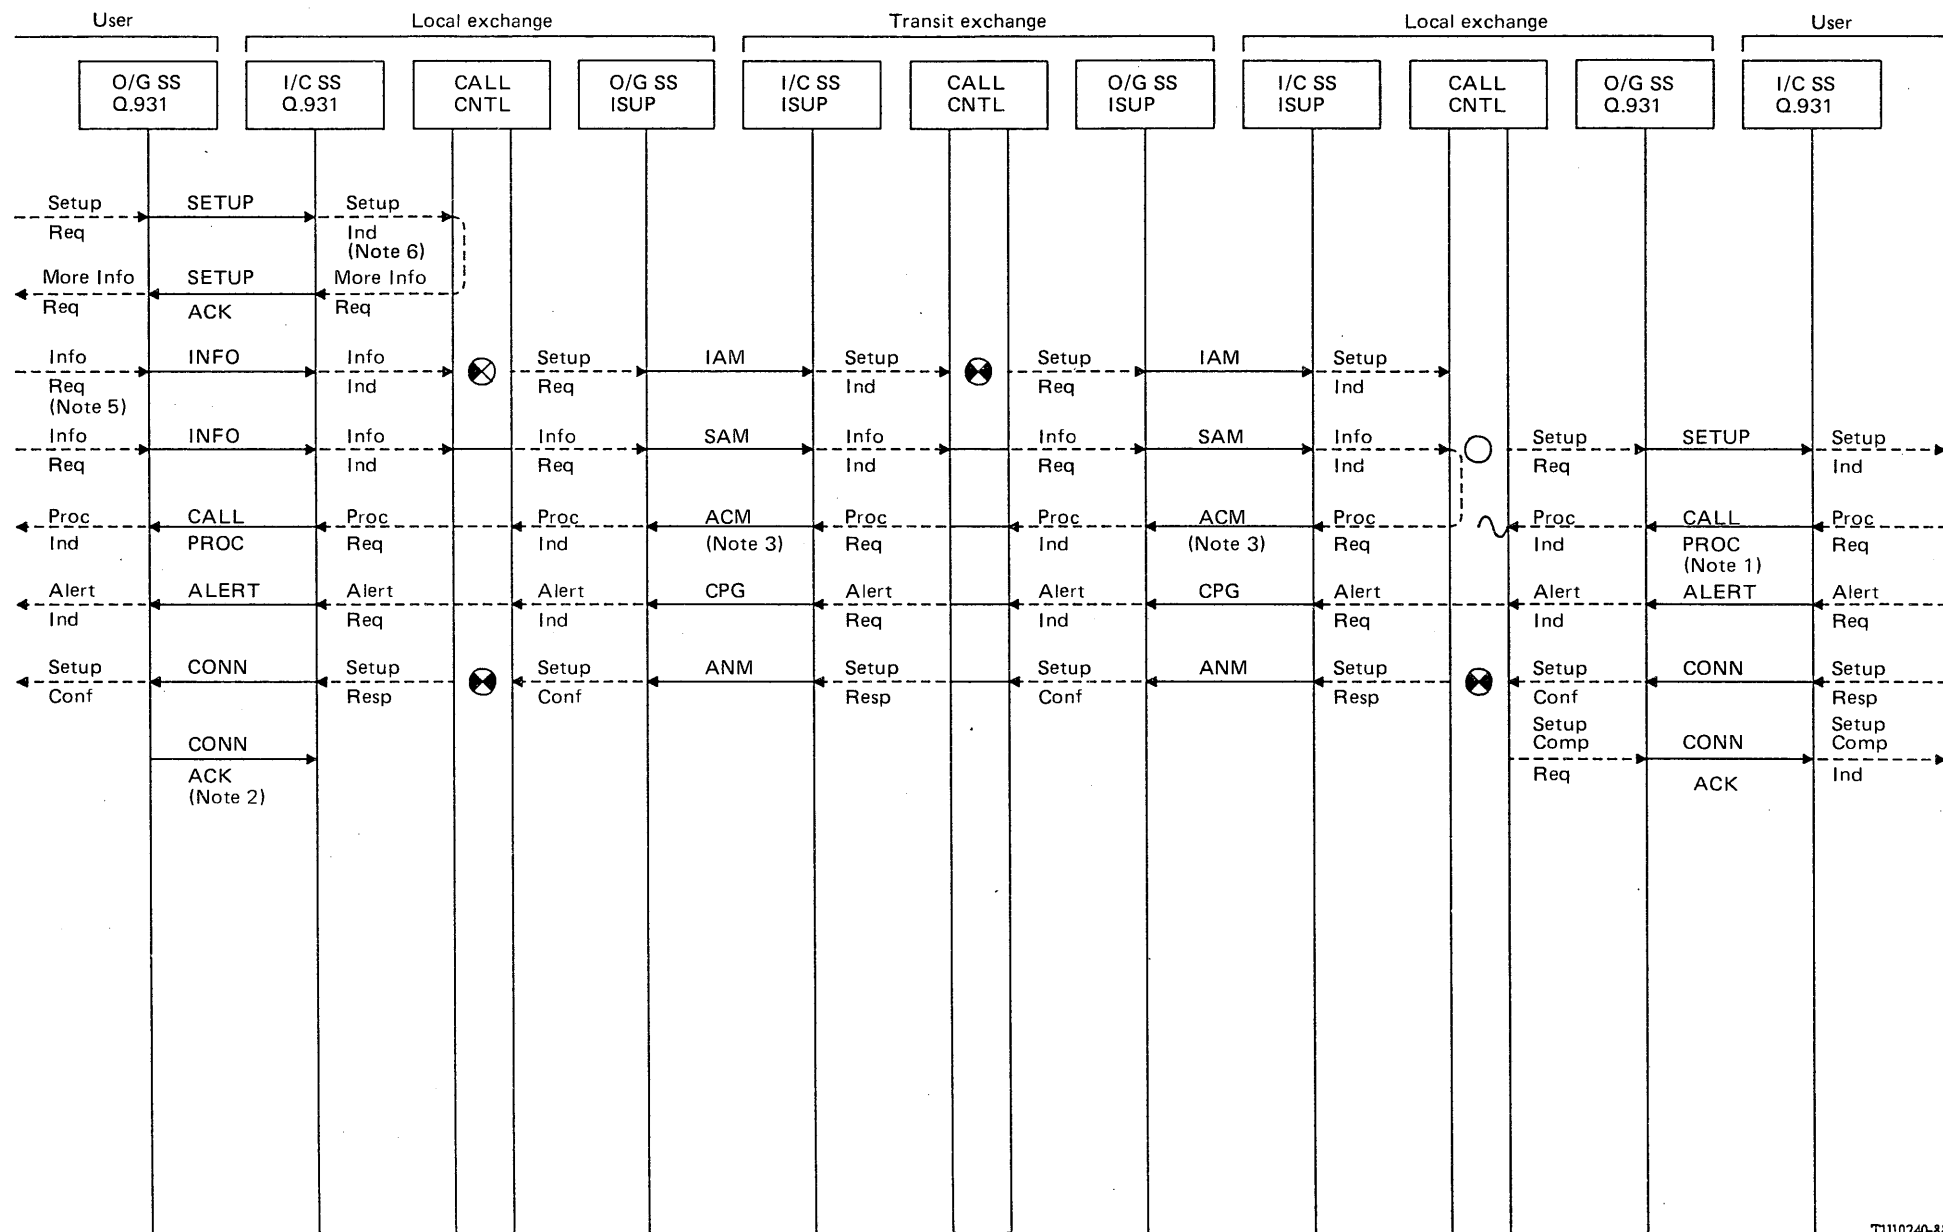 User Local exchange Transit exchange Local exchange User
O/G SS I/C SS CALL O/G SS I/C SS CALL O/G SS I/C SS CALL O/G SS I/C SS
Q.931 Q.931 CNTL ISUP ISUP CNTL ISUP ISUP CNTL Q.931 Q.931
Setup SETUP Setup
Req Ind
(Note 6)
More Info SETUP More Info
Req ACK Req
Info INFO Info Setup IAM Setup Setup IAM Setup
Req Ind Req Ind Req Ind
(Note 5)
Info INFO Info Info SAM Info Info SAM Info Setup SETUP Setup
Req Ind Req Ind Req Ind Req Ind
Proc CALL Proc Proc ACM Proc Proc ACM Proc Proc CALL Proc
Ind PROC Req Ind (Note 3) Req Ind (Note 3) Req Ind PROC Req
(Note 1)
Alert ALERT Alert Alert CPG Alert Alert CPG Alert Alert ALERT Alert
Ind Req Ind Req Ind Req Ind Req
Setup CONN Setup Setup ANM Setup Setup ANM Setup Setup CONN Setup
Conf Resp Conf Resp Conf Resp Conf Resp
Setup Setup
CONN Comp CONN Comp
ACK Req ACK Ind
(Note 2)